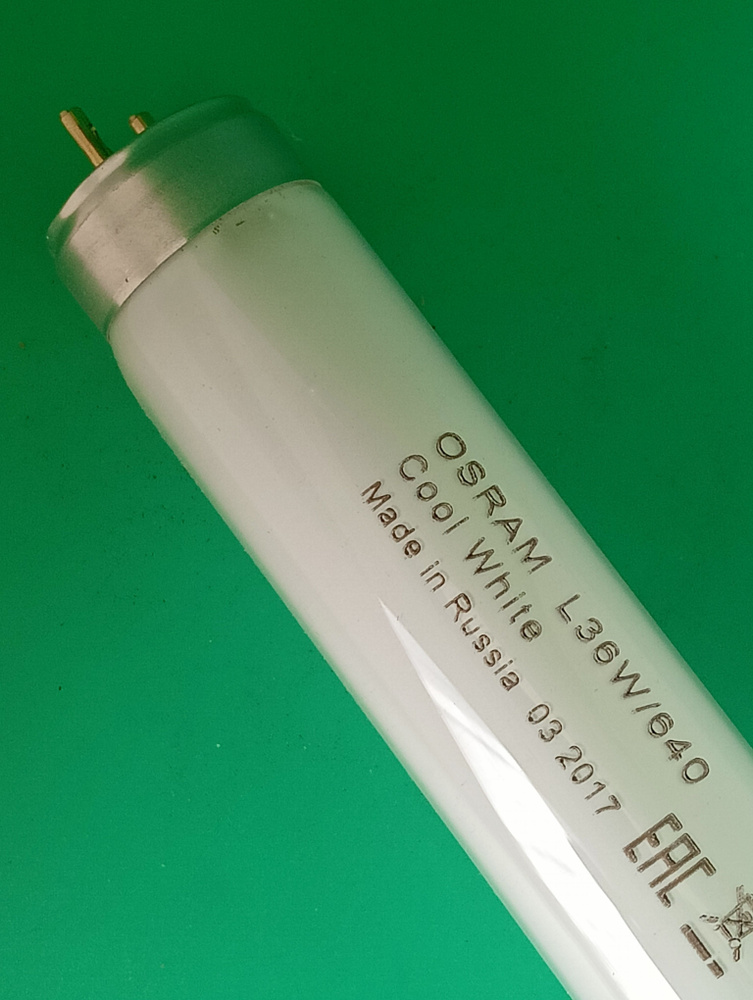 OSRAM L36W/640
Cool White
Made in Russia 03 2017
EAC